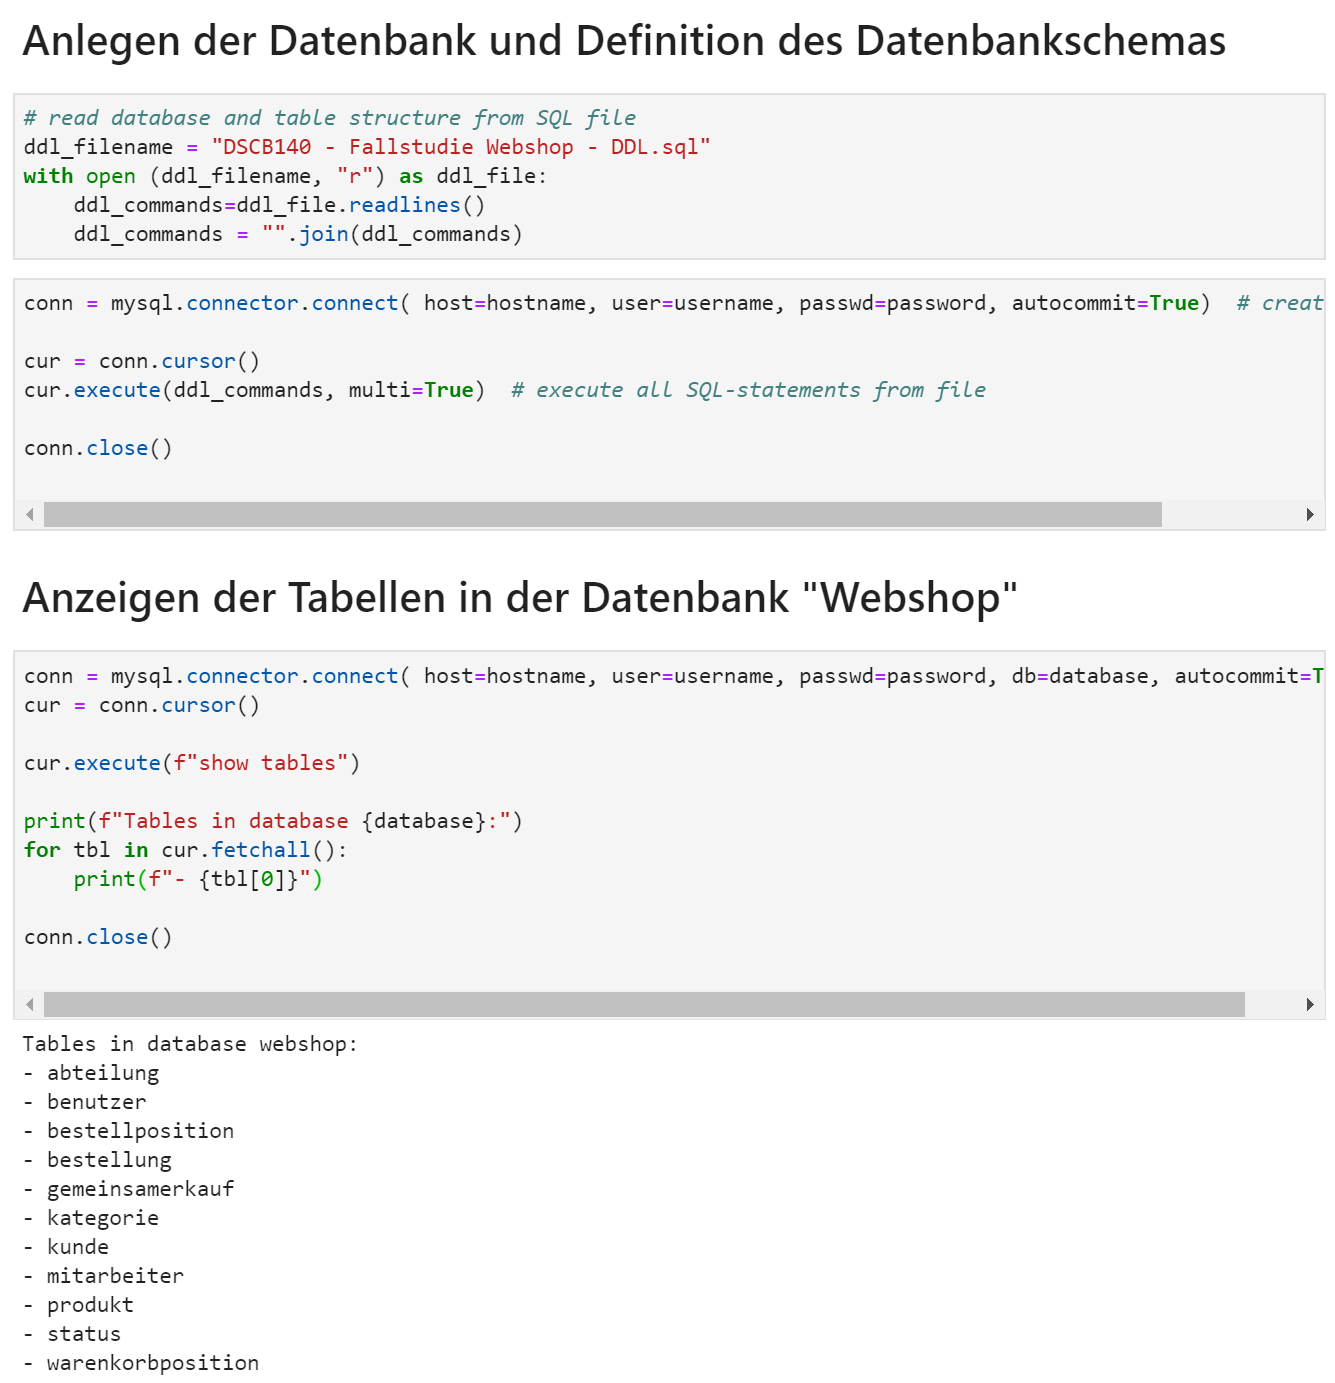 Anlegen der Datenbank und Definition des Datenbankschemas
# read database and table structure from SQL file
ddl_filename = "DSCB140 - Fallstudie Webshop - DDL.sql"
with open (ddl_filename, "r") as ddl_file:
    ddl_commands=ddl_file.readlines()
    ddl_commands = "".join(ddl_commands)
conn = mysql.connector.connect( host=hostname, user=username, passwd=password, autocommit=True)  # creat
cur = conn.cursor()
cur.execute(ddl_commands, multi=True)  # execute all SQL-statements from file
conn.close()
Anzeigen der Tabellen in der Datenbank "Webshop"
conn = mysql.connector.connect( host=hostname, user=username, passwd=password, db=database, autocommit=T
cur = conn.cursor()
cur.execute(f"show tables")
print(f"Tables in database {database}:")
for tbl in cur.fetchall():
    print(f"- {tbl[0]}")
conn.close()
Tables in database webshop:
- abteilung
- benutzer
- bestellposition
- bestellung
- gemeinsamerkauf
- kategorie
- kunde
- mitarbeiter
- produkt
- status
- warenkorbposition